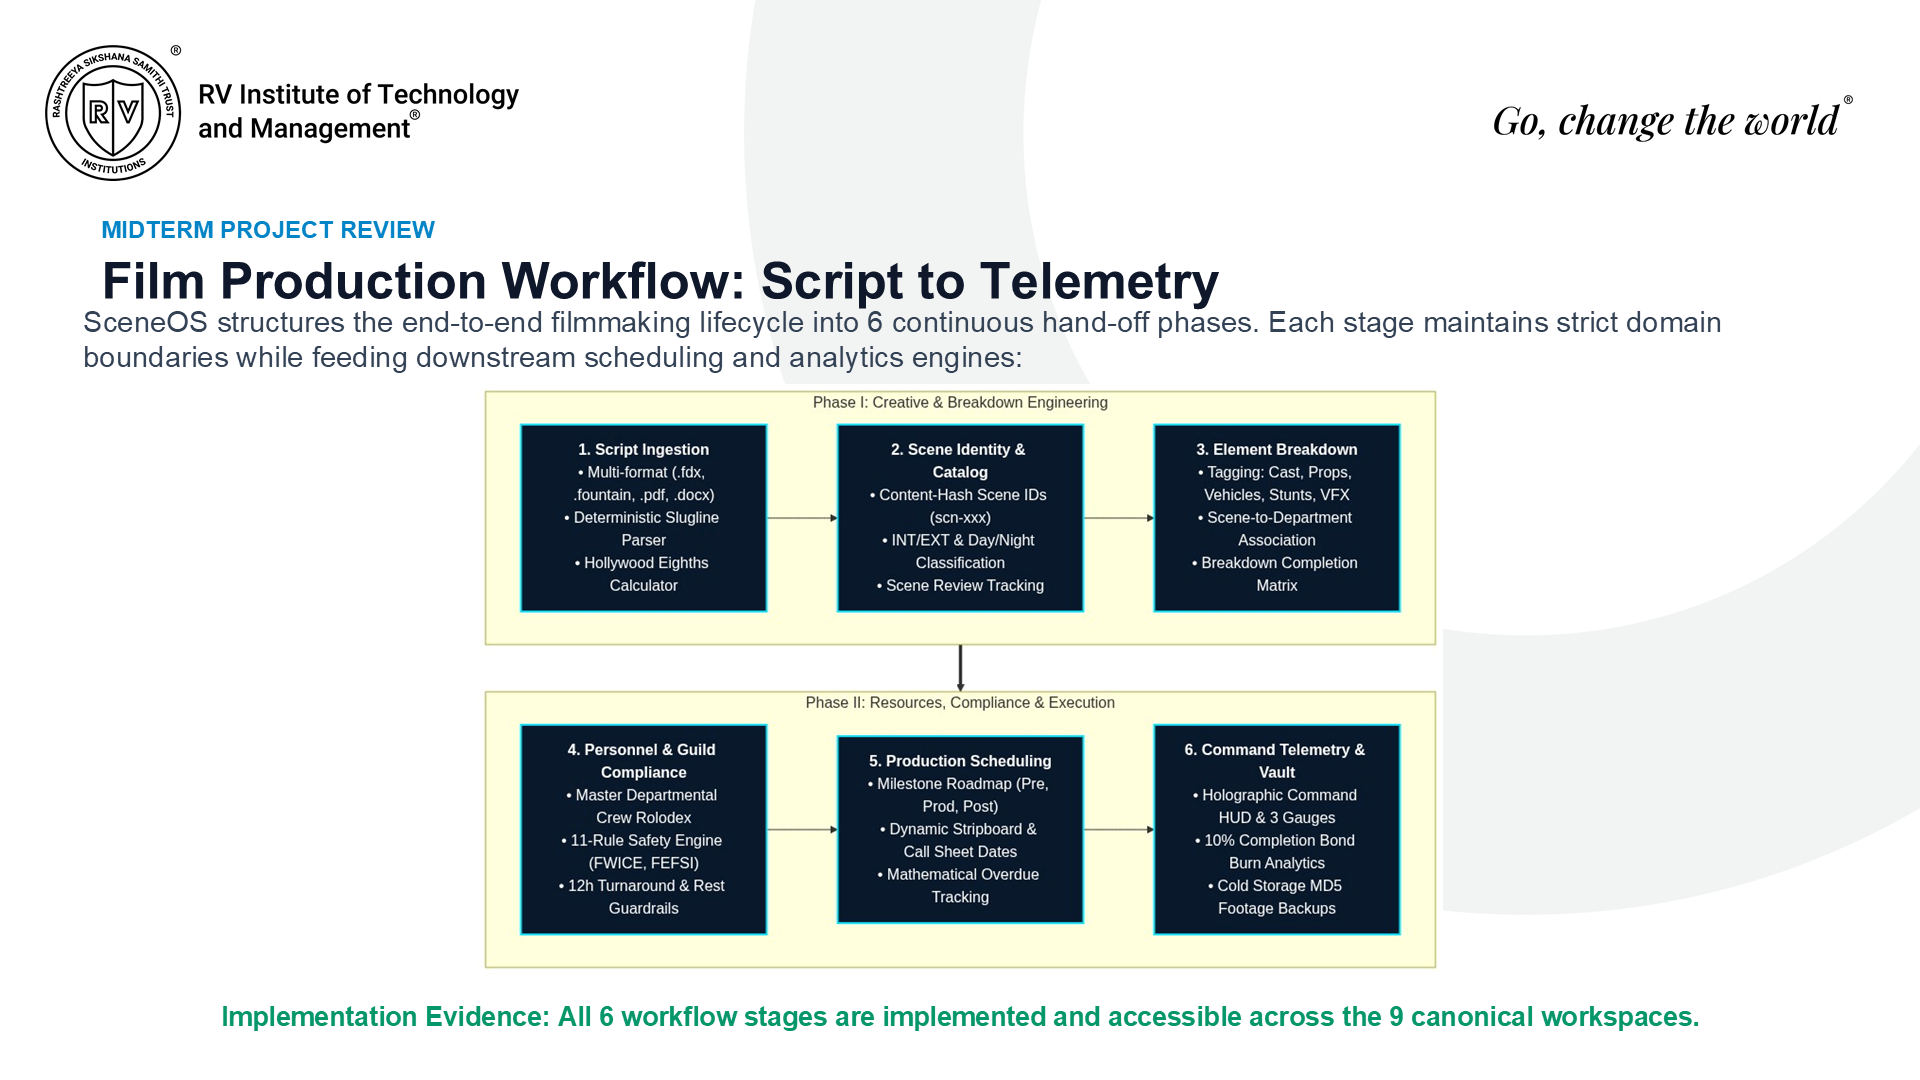 RASHTREEYA SIKSHANA SAMITHI TRUST
RV
INSTITUTIONS
®
RV Institute of Technology
and Management®
Go, change the world®
MIDTERM PROJECT REVIEW
Film Production Workflow: Script to Telemetry
SceneOS structures the end-to-end filmmaking lifecycle into 6 continuous hand-off phases. Each stage maintains strict domain
boundaries while feeding downstream scheduling and analytics engines:
Phase I: Creative & Breakdown Engineering
1. Script Ingestion
• Multi-format (.fdx,
.fountain, .pdf, .docx)
• Deterministic Slugline
Parser
• Hollywood Eighths
Calculator
2. Scene Identity &
Catalog
• Content-Hash Scene IDs
(scn-xxx)
• INT/EXT & Day/Night
Classification
• Scene Review Tracking
3. Element Breakdown
• Tagging: Cast, Props,
Vehicles, Stunts, VFX
• Scene-to-Department
Association
• Breakdown Completion
Matrix
Phase II: Resources, Compliance & Execution
4. Personnel & Guild
Compliance
• Master Departmental
Crew Rolodex
• 11-Rule Safety Engine
(FWICE, FEFSI)
• 12h Turnaround & Rest
Guardrails
5. Production Scheduling
• Milestone Roadmap (Pre,
Prod, Post)
• Dynamic Stripboard &
Call Sheet Dates
• Mathematical Overdue
Tracking
6. Command Telemetry &
Vault
• Holographic Command
HUD & 3 Gauges
• 10% Completion Bond
Burn Analytics
• Cold Storage MD5
Footage Backups
Implementation Evidence: All 6 workflow stages are implemented and accessible across the 9 canonical workspaces.